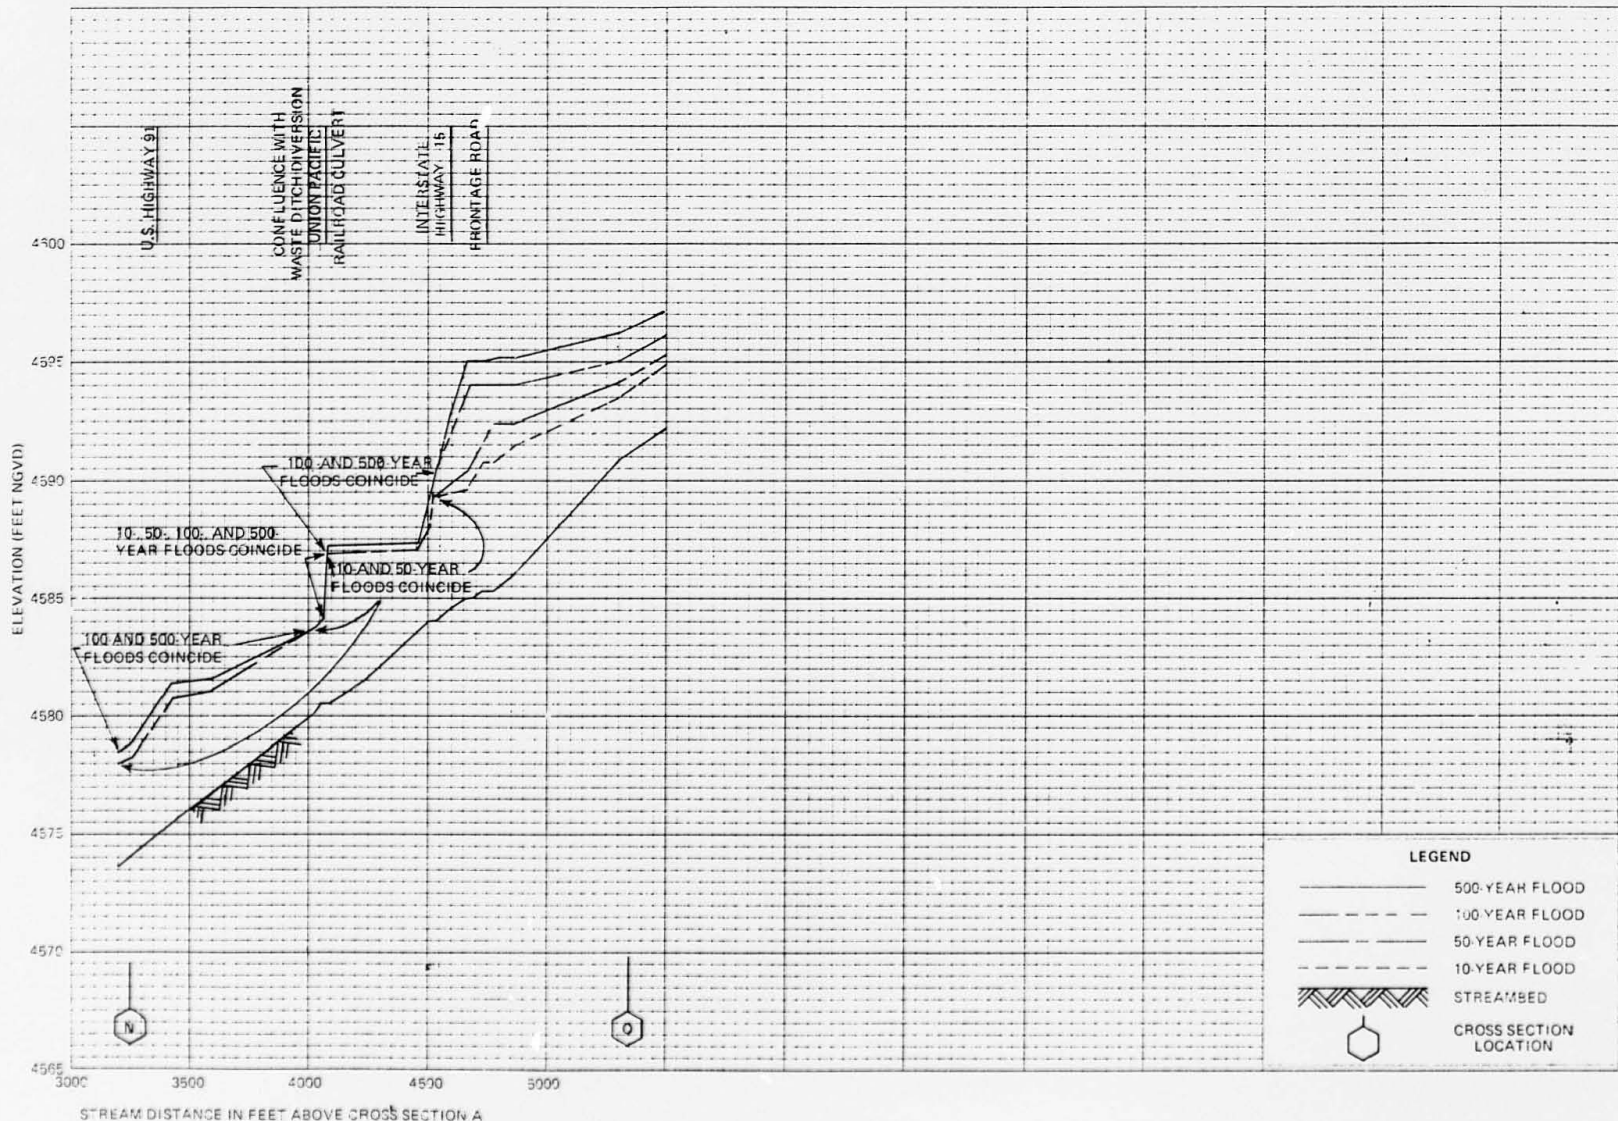 U.S. HIGHWAY 91
CONFLUENCE WITH
WASTE DITCH DIVERSION
UNION PACIFIC
RAILROAD CULVERT
INTERSTATE
HIGHWAY 15
FRONTAGE ROAD
ELEVATION (FEET NGVD)
4600
4595
4590
4585
4580
4575
4570
4565
100-AND 500-YEAR
FLOODS COINCIDE
10-, 50-, 100-, AND 500-
YEAR FLOODS COINCIDE
10-AND 50-YEAR
FLOODS COINCIDE
100-AND 500-YEAR
FLOODS COINCIDE
N
O
3000
3500
4000
4500
5000
STREAM DISTANCE IN FEET ABOVE CROSS SECTION A
LEGEND
500-YEAR FLOOD
100-YEAR FLOOD
50-YEAR FLOOD
10-YEAR FLOOD
STREAMBED
CROSS SECTION
LOCATION